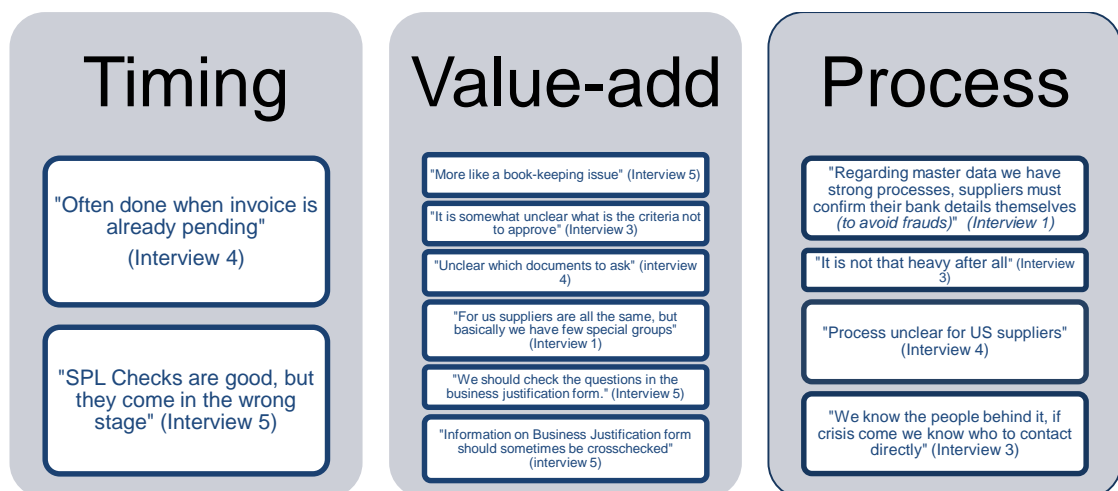 Timing
"Often done when invoice is
already pending"
(Interview 4)
"SPL Checks are good, but
they come in the wrong
stage" (Interview 5)
Value-add
"More like a book-keeping issue" (Interview 5)
"It is somewhat unclear what is the criteria not
to approve" (Interview 3)
"Unclear which documents to ask" (interview
4)
"For us suppliers are all the same, but
basically we have few special groups"
(Interview 1)
"We should check the questions in the
business justification form." (Interview 5)
"Information on Business Justification form
should sometimes be crosschecked"
(interview 5)
Process
"Regarding master data we have
strong processes, suppliers must
confirm their bank details themselves
(to avoid frauds)" (Interview 1)
"It is not that heavy after all" (Interview
3)
"Process unclear for US suppliers"
(Interview 4)
"We know the people behind it, if
crisis come we know who to contact
directly" (Interview 3)